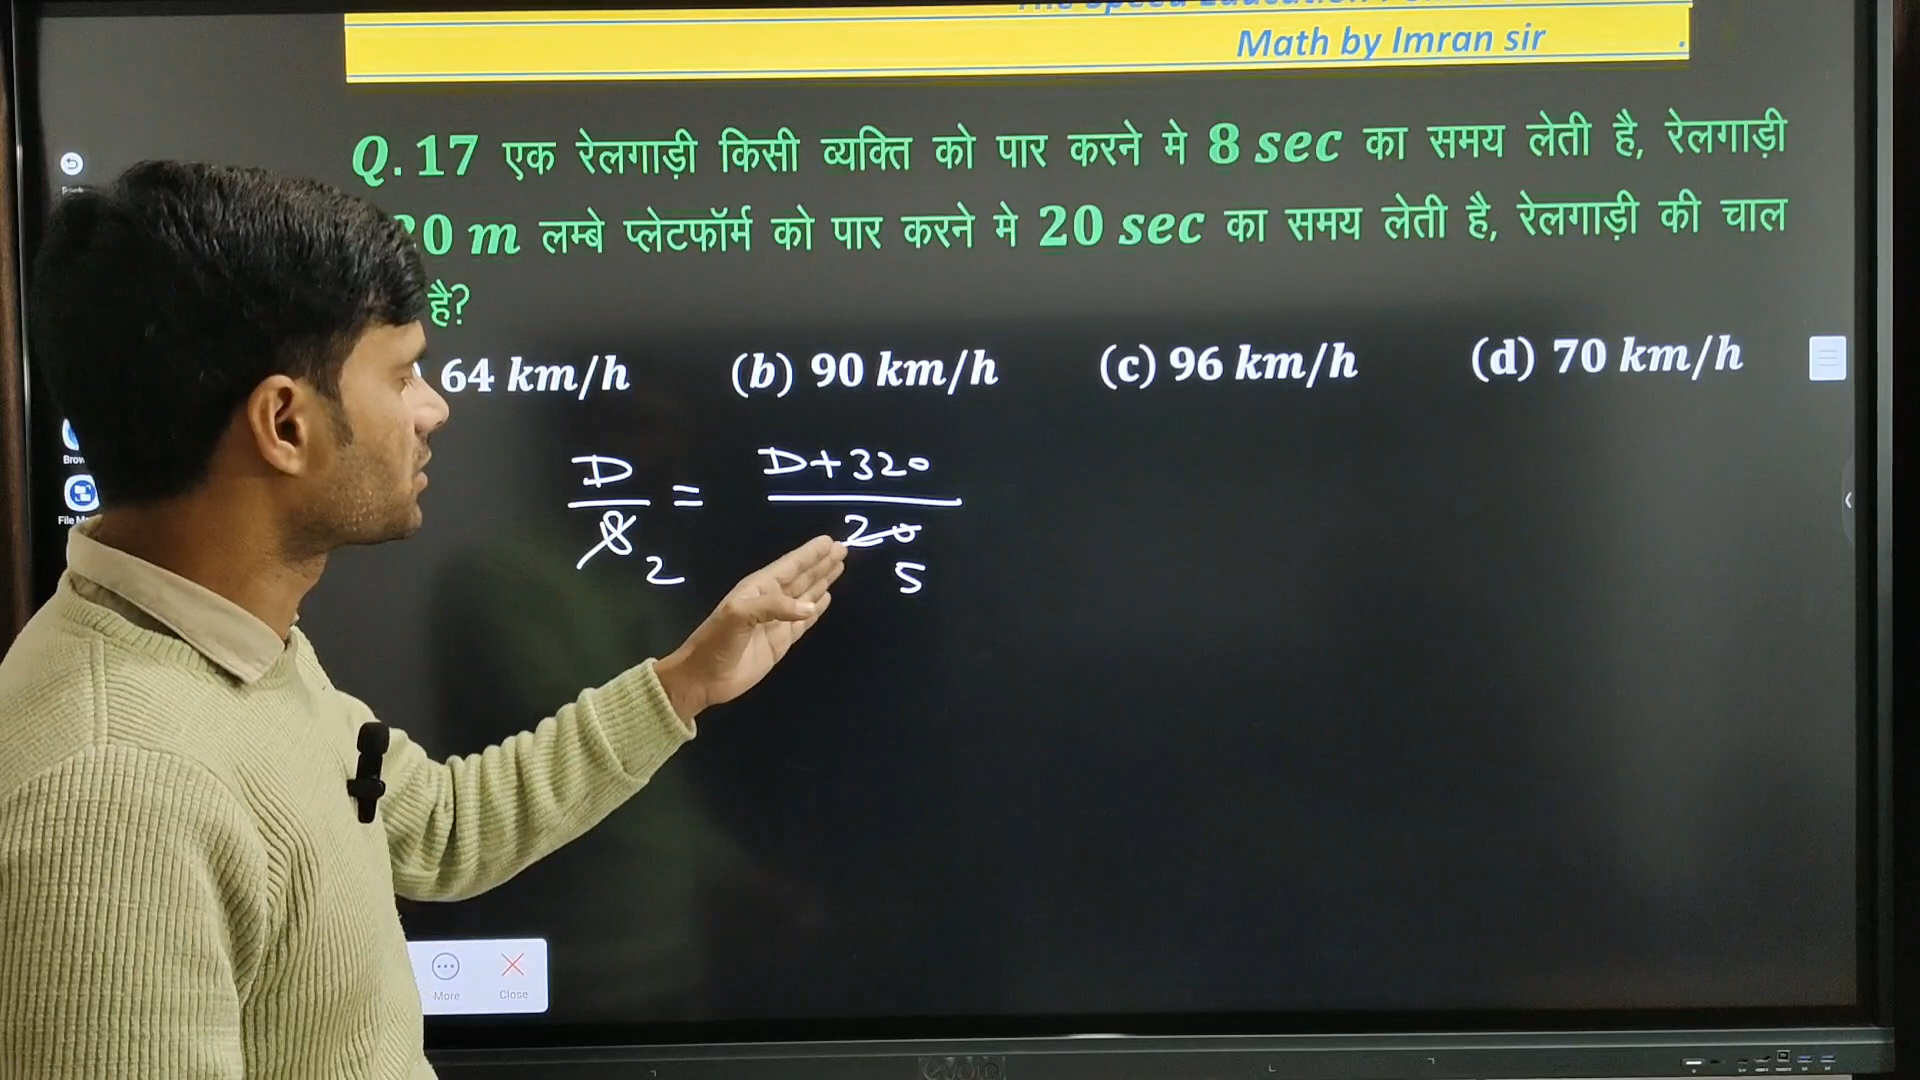 Math by Imran sir .
Q.17 एक रेलगाड़ी किसी व्यक्ति को पार करने मे 8 sec का समय लेती है, रेलगाड़ी
20 m लम्बे प्लेटफॉर्म को पार करने मे 20 sec का समय लेती है, रेलगाड़ी की चाल
है?
) 64 km/h (b) 90 km/h (c) 96 km/h (d) 70 km/h
D = D+320
8 20
2 5
More Close